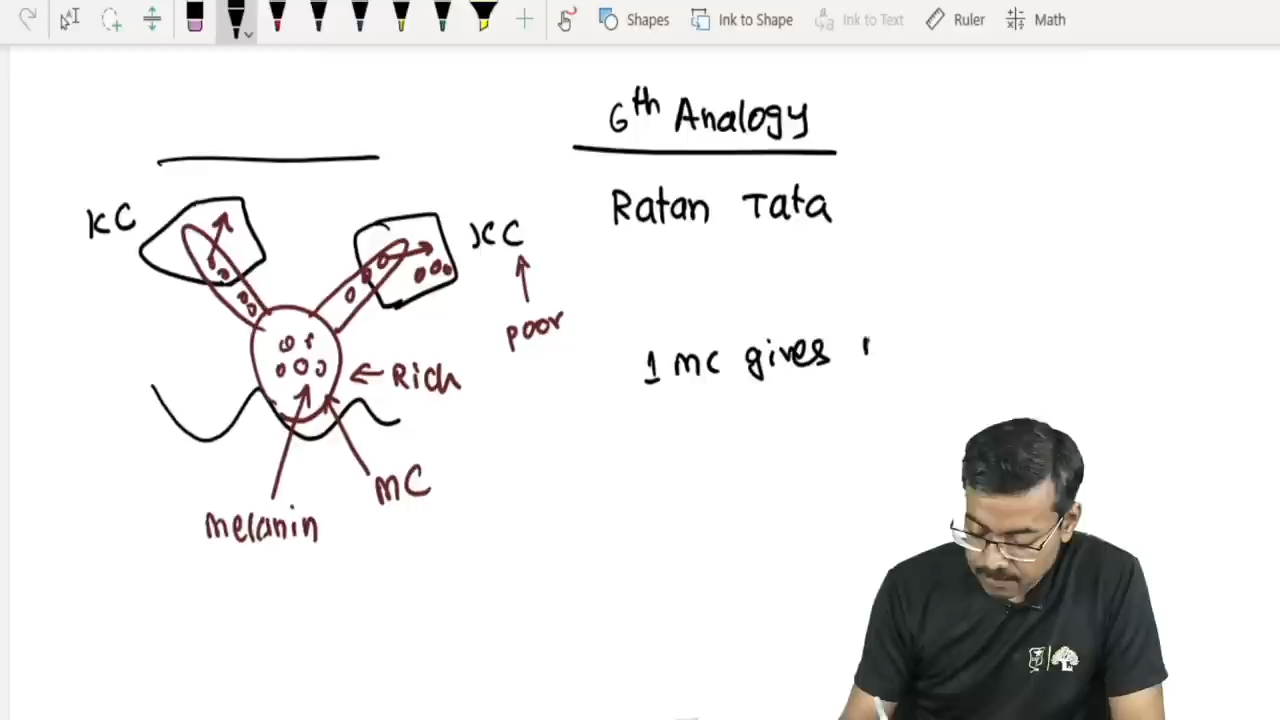 Shapes
Ink to Shape
Ink to Text
Ruler
Math
6th Analogy
Ratan Tata
KC
KC
poor
1 MC gives
Rich
MC
melanin